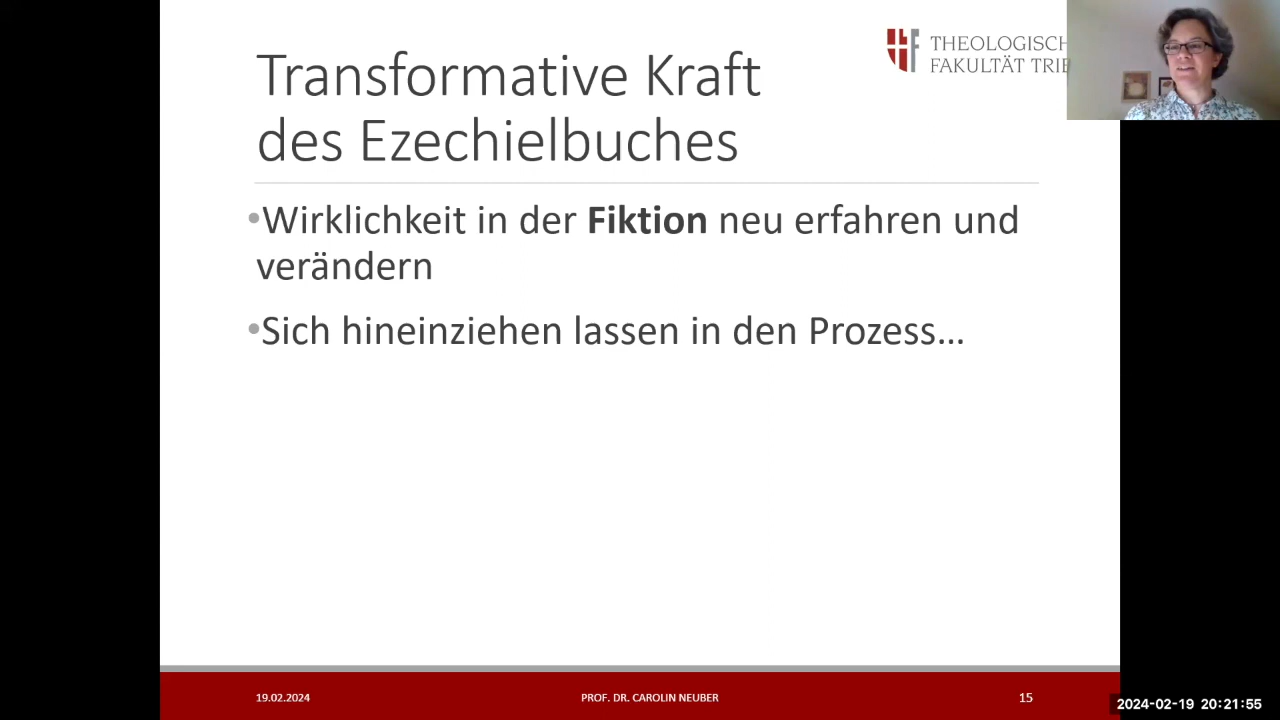 Transformative Kraft
des Ezechielbuches
THEOLOGISCH
FAKULTÄT TRIE
•Wirklichkeit in der Fiktion neu erfahren und
verändern
•Sich hineinziehen lassen in den Prozess…
19.02.2024
PROF. DR. CAROLIN NEUBER
15
2024-02-19 20:21:55